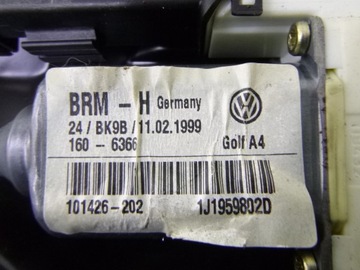 BRM - H Germany
24 / BK9B / 11.02.1999
160 - 6366 Golf A4
101426-202 1J1959802D